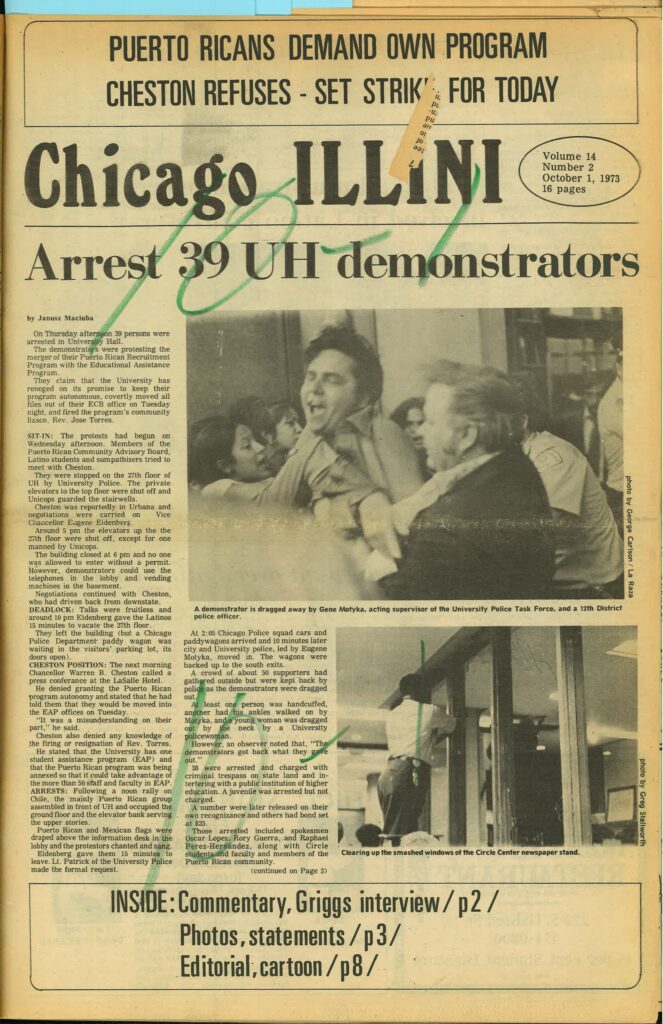 PUERTO RICANS DEMAND OWN PROGRAM
CHESTON REFUSES - SET STRIKE FOR TODAY
Chicago ILLINI
Volume 14
Number 2
October 1, 1973
16 pages
Arrest 39 UH demonstrators
by Janusz Maciuba
On Thursday afternoon 39 persons were
arrested in University Hall.
The demonstrators were protesting the
merger of their Puerto Rican Recruitment
Program with the Educational Assistance
Program.
They claim that the University has
reneged on its promise to keep their
program autonomous, covertly moved all
files out of their ECB office on Tuesday
night, and fired the program's community
liason, Rev. Jose Torres.
SIT-IN: The protests had begun on
Wednesday afternoon. Members of the
Puerto Rican Community Advisory Board,
Latino students and sumpathizers tried to
meet with Cheston.
They were stopped on the 27th floor of
UH by University Police. The private
elevators to the top floor were shut off and
Unicops guarded the stairwells.
Cheston was reportedly in Urbana and
negotiations were carried on Vice
Chancellor Eugene Eidenberg.
Around 5 pm the elevators up the the
27th floor were shut off, except for one
manned by Unicops.
The building closed at 6 pm and no one
was allowed to enter without a permit.
However, demonstrators could use the
telephones in the lobby and vending
machines in the basement.
Negotiations continued with Cheston,
who had driven back from downstate.
DEADLOCK: Talks were fruitless and
around 10 pm Eidenberg gave the Latinos
15 minutes to vacate the 27th floor.
They left the building (but a Chicago
Police Department paddy wagon was
waiting in the visitors' parking lot, its
doors open).
CHESTON POSITION: The next morning
Chancellor Warren B. Cheston called a
press conferance at the LaSalle Hotel.
He denied granting the Puerto Rican
program autonomy and stated that he had
told them that they would be moved into
the EAP offices on Tuesday.
"It was a misunderstanding on their
part," he said.
Cheston also denied any knowledge of
the firing or resignation of Rev. Torres.
He stated that the University has one
student assistance program (EAP) and
that the Puerto Rican program was being
annexed so that it could take advantage of
the more than 50 staff and faculty in EAP.
ARRESTS: Following a noon rally on
Chile, the mainly Puerto Rican group
assembled in front of UH and occupied the
ground floor and the elevator bank serving
the upper stories.
Puerto Rican and Mexican flags were
draped above the information desk in the
lobby and the protestors chanted and sang.
Eidenberg gave them 15 minutes to
leave. Lt. Patrick of the University Police
made the formal request.
photo by George Carlson / La Raza
A demonstrator is dragged away by Gene Motyka, acting supervisor of the University Police Task Force, and a 12th District
police officer.
At 2:05 Chicago Police squad cars and
paddywagons arrived and 10 minutes later
city and University police, led by Eugene
Motyka, moved in. The wagons were
backed up to the south exits.
A crowd of about 50 supporters had
gathered outside but were kept back by
police as the demonstrators were dragged
out.
At least one person was handcuffed,
another had his ankles walked on by
Motyka, and a young woman was dragged
out by the neck by a University
policewoman.
However, an observer noted that, "The
demonstrators got back what they gave
out."
38 were arrested and charged with
criminal trespass on state land and in-
terfering with a public institution of higher
education. A juvenile was arrested but not
charged.
A number were later released on their
own recognizance and others had bond set
at $25.
Those arrested included spokesmen
Oscar Lopez, Rory Guerra, and Raphael
Perez-Hernandez, along with Circle
students and faculty and members of the
Puerto Rican community.
(continued on Page 3)
photo by Greg
Clearing up the smashed windows of the Circle Center newspaper stand.
INSIDE: Commentary, Griggs interview / p2 /
Photos, statements / p3 /
Editorial, cartoon / p8 /
10 - 1
10 - 1